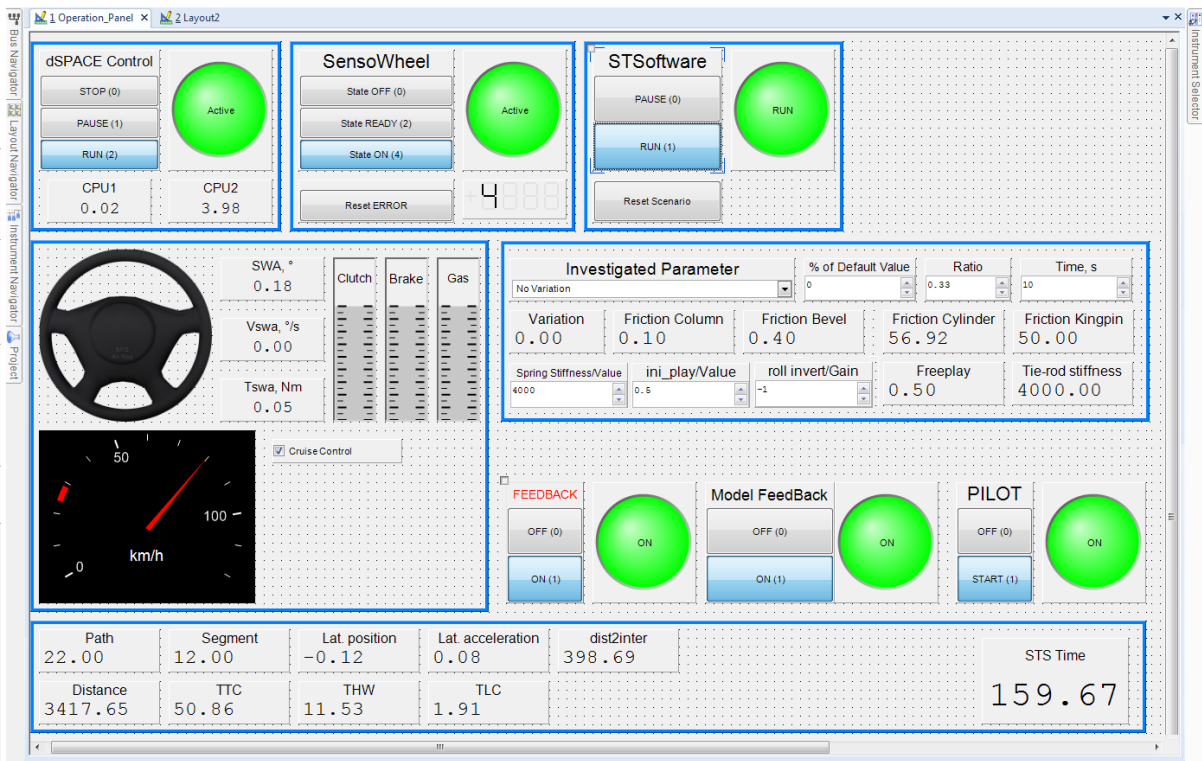 1 Operation_Panel
2 Layout2
Bus Navigator
Layout Navigator
Instrument Navigator
Project
Instrument Selector
dSPACE Control
STOP (0)
PAUSE (1)
RUN (2)
Active
CPU1
0.02
CPU2
3.98
SensoWheel
State OFF (0)
State READY (2)
State ON (4)
Active
Reset ERROR
4
STSoftware
PAUSE (0)
RUN (1)
RUN
Reset Scenario
SWA, °
0.18
Vswa, °/s
0.00
Tswa, Nm
0.05
Clutch
Brake
Gas
Cruise Control
0
50
100
km/h
Investigated Parameter
No Variation
% of Default Value
0
Ratio
0.33
Time, s
10
Variation
0.00
Friction Column
0.10
Friction Bevel
0.40
Friction Cylinder
56.92
Friction Kingpin
50.00
Spring Stiffness/Value
4000
ini_play/Value
0.5
roll invert/Gain
-1
Freeplay
0.50
Tie-rod stiffness
4000.00
FEEDBACK
OFF (0)
ON (1)
ON
Model FeedBack
OFF (0)
ON (1)
ON
PILOT
OFF (0)
START (1)
ON
Path
22.00
Segment
12.00
Lat. position
-0.12
Lat. acceleration
0.08
dist2inter
398.69
Distance
3417.65
TTC
50.86
THW
11.53
TLC
1.91
STS Time
159.67